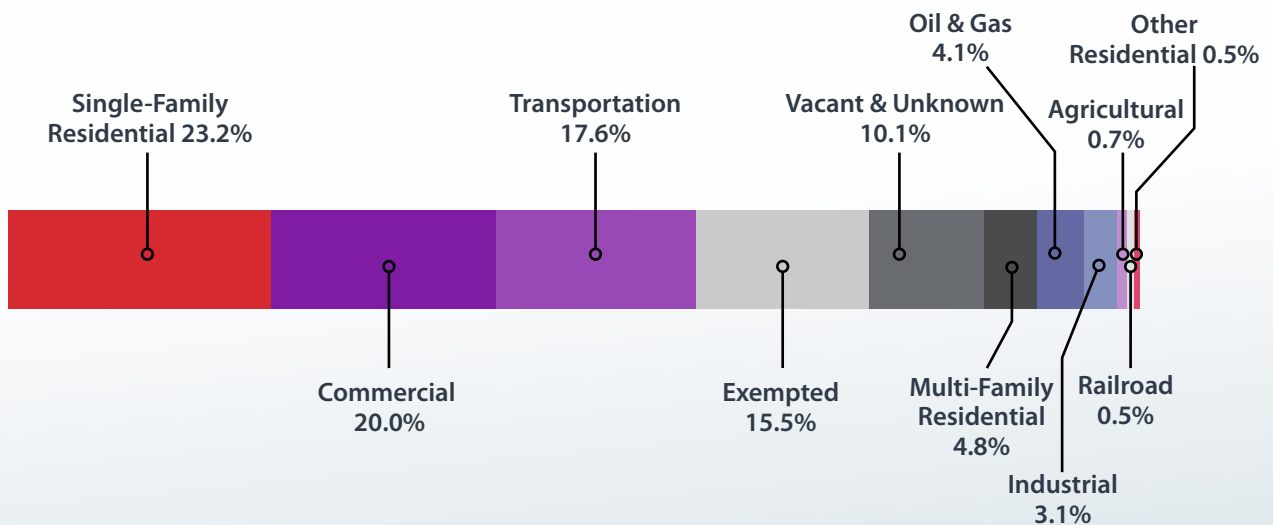 Single-Family
Residential 23.2%
Transportation
17.6%
Vacant & Unknown
10.1%
Oil & Gas
4.1%
Agricultural
0.7%
Other
Residential 0.5%
Commercial
20.0%
Exempted
15.5%
Multi-Family
Residential
4.8%
Industrial
3.1%
Railroad
0.5%